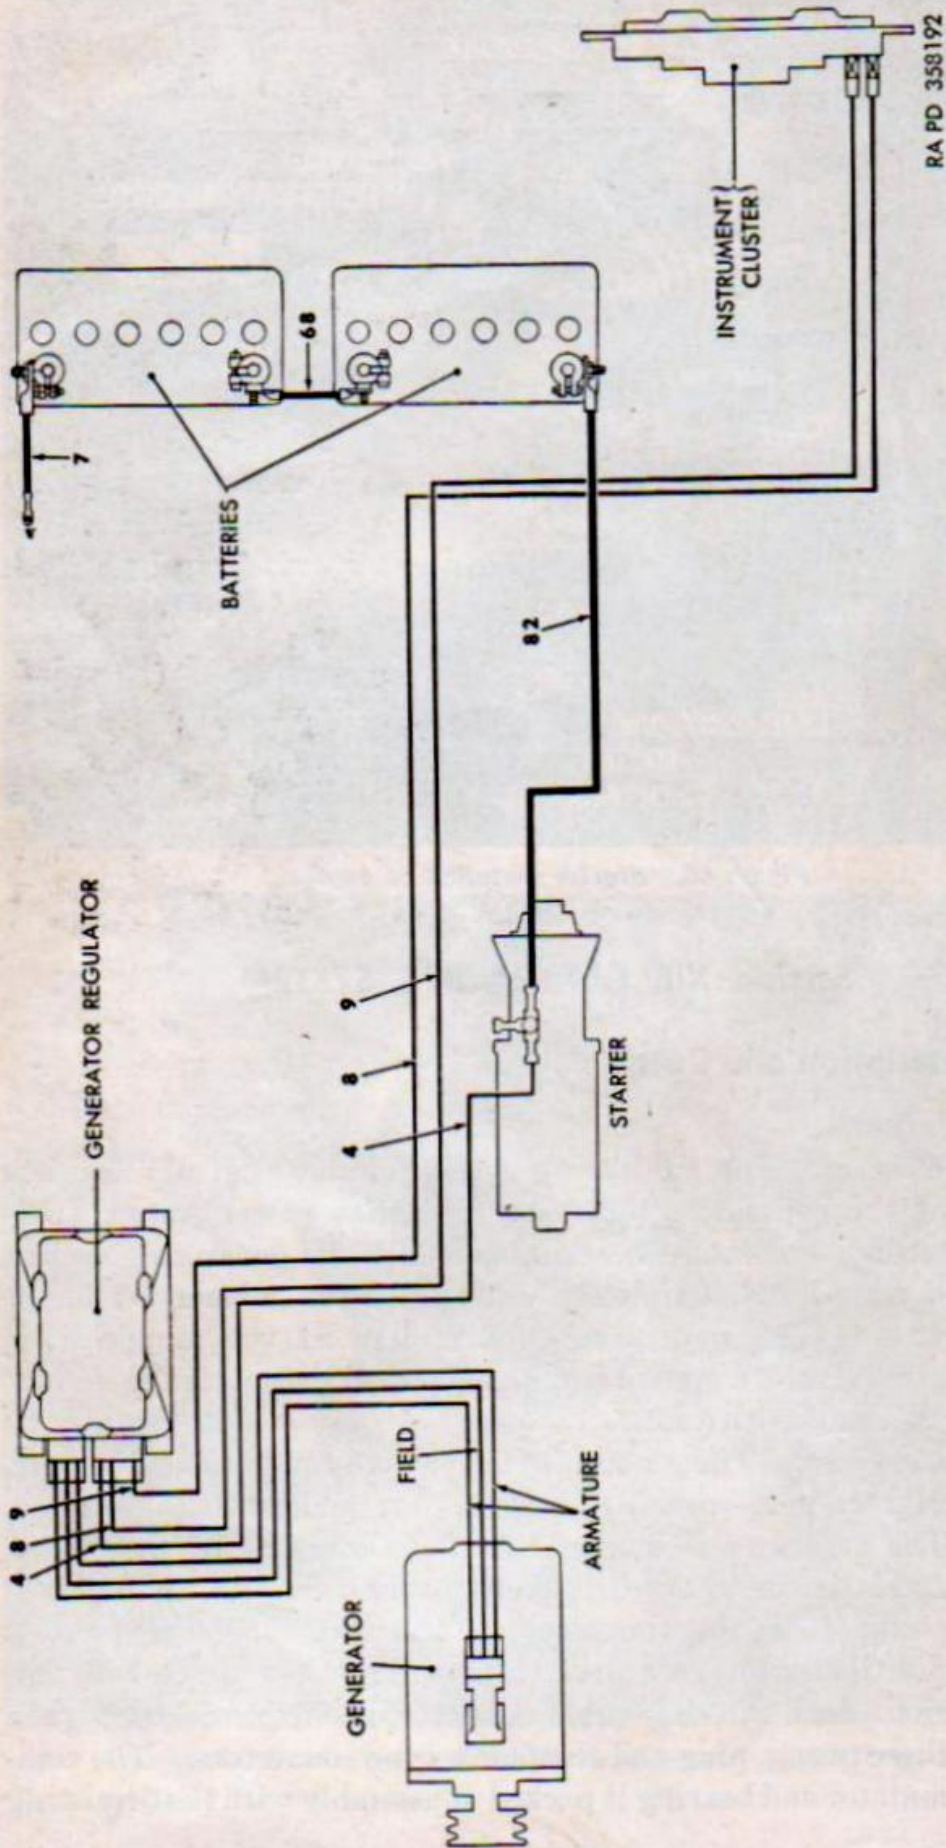 RA PD 358192
INSTRUMENT
CLUSTER
68
7
BATTERIES
82
GENERATOR REGULATOR
9
8
4
STARTER
9
8
4
FIELD
ARMATURE
GENERATOR